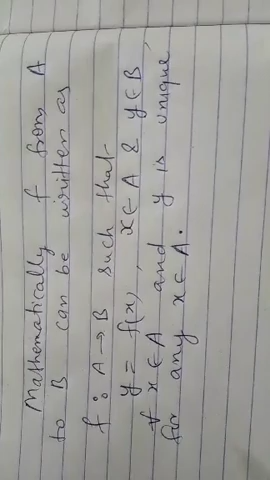 Mathematically f from A
to B can be written as
f : A → B such that
y = f(x), x ∈ A & y ∈ B
∀ x ∈ A and y is unique
for any x ∈ A.